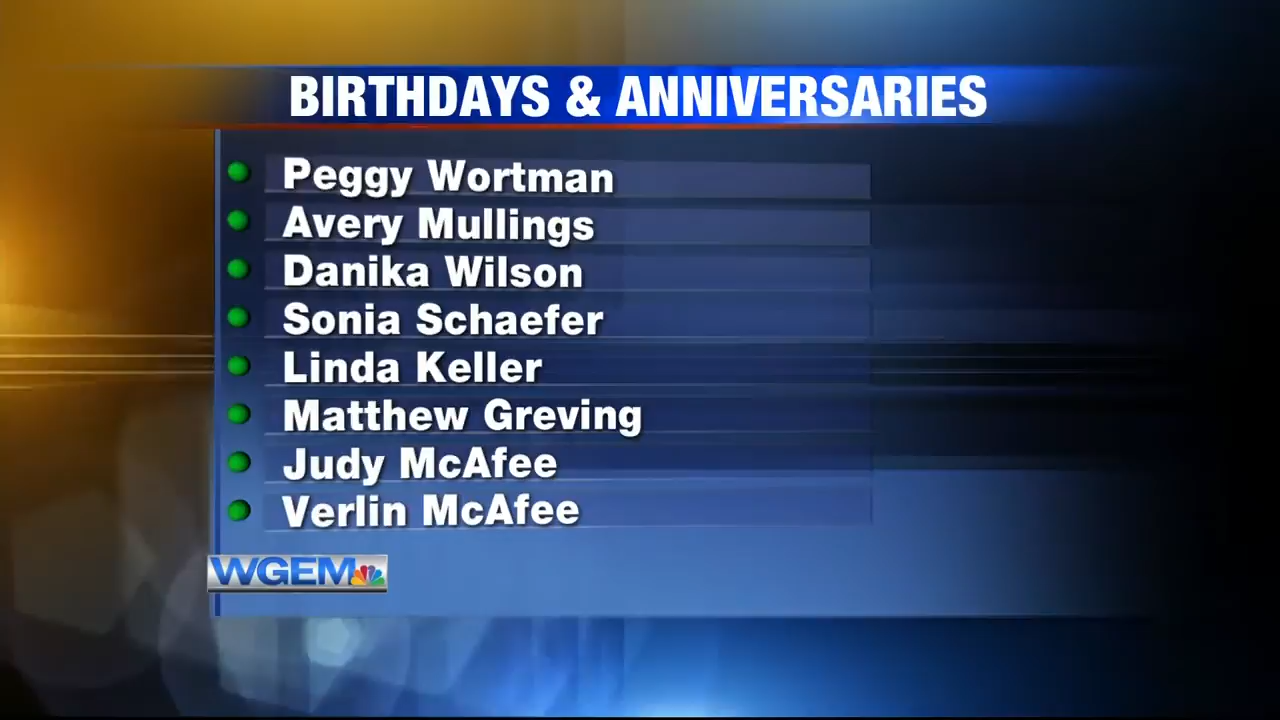 BIRTHDAYS & ANNIVERSARIES
Peggy Wortman
Avery Mullings
Danika Wilson
Sonia Schaefer
Linda Keller
Matthew Greving
Judy McAfee
Verlin McAfee
WGEM